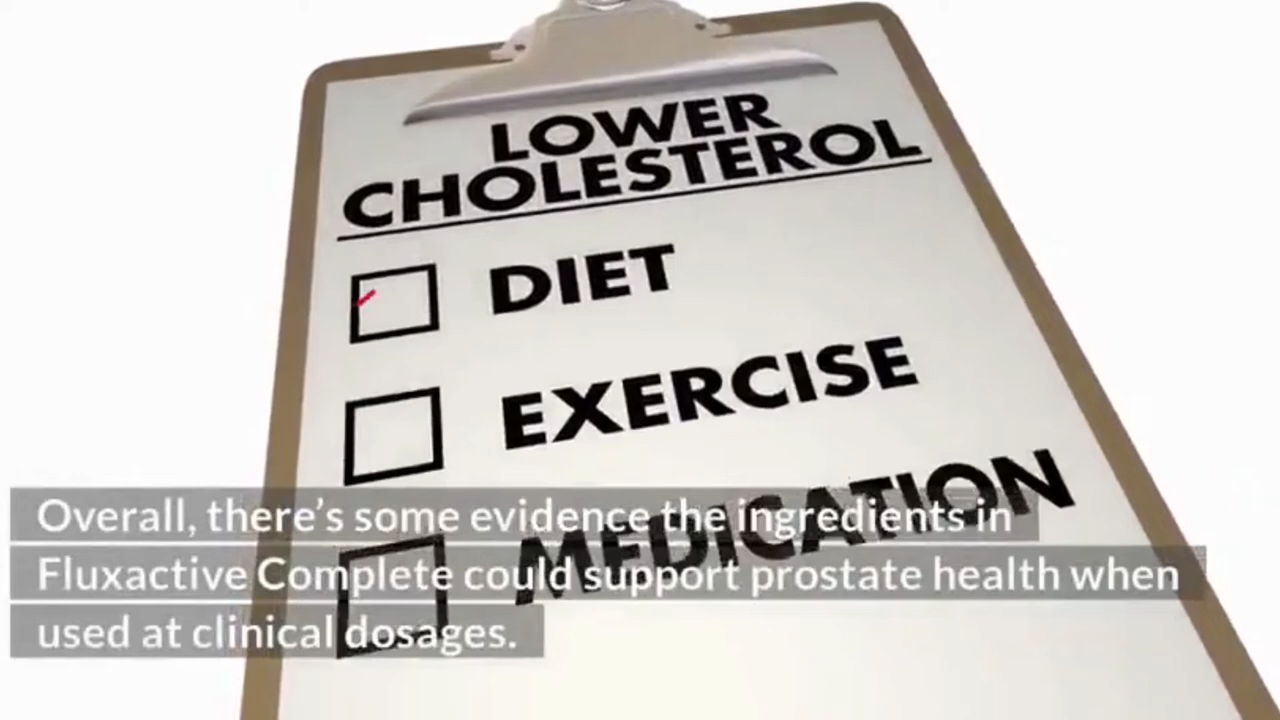 LOWER
CHOLESTEROL
DIET
EXERCISE
MEDICATION
Overall, there's some evidence the ingredients in
Fluxactive Complete could support prostate health when
used at clinical dosages.